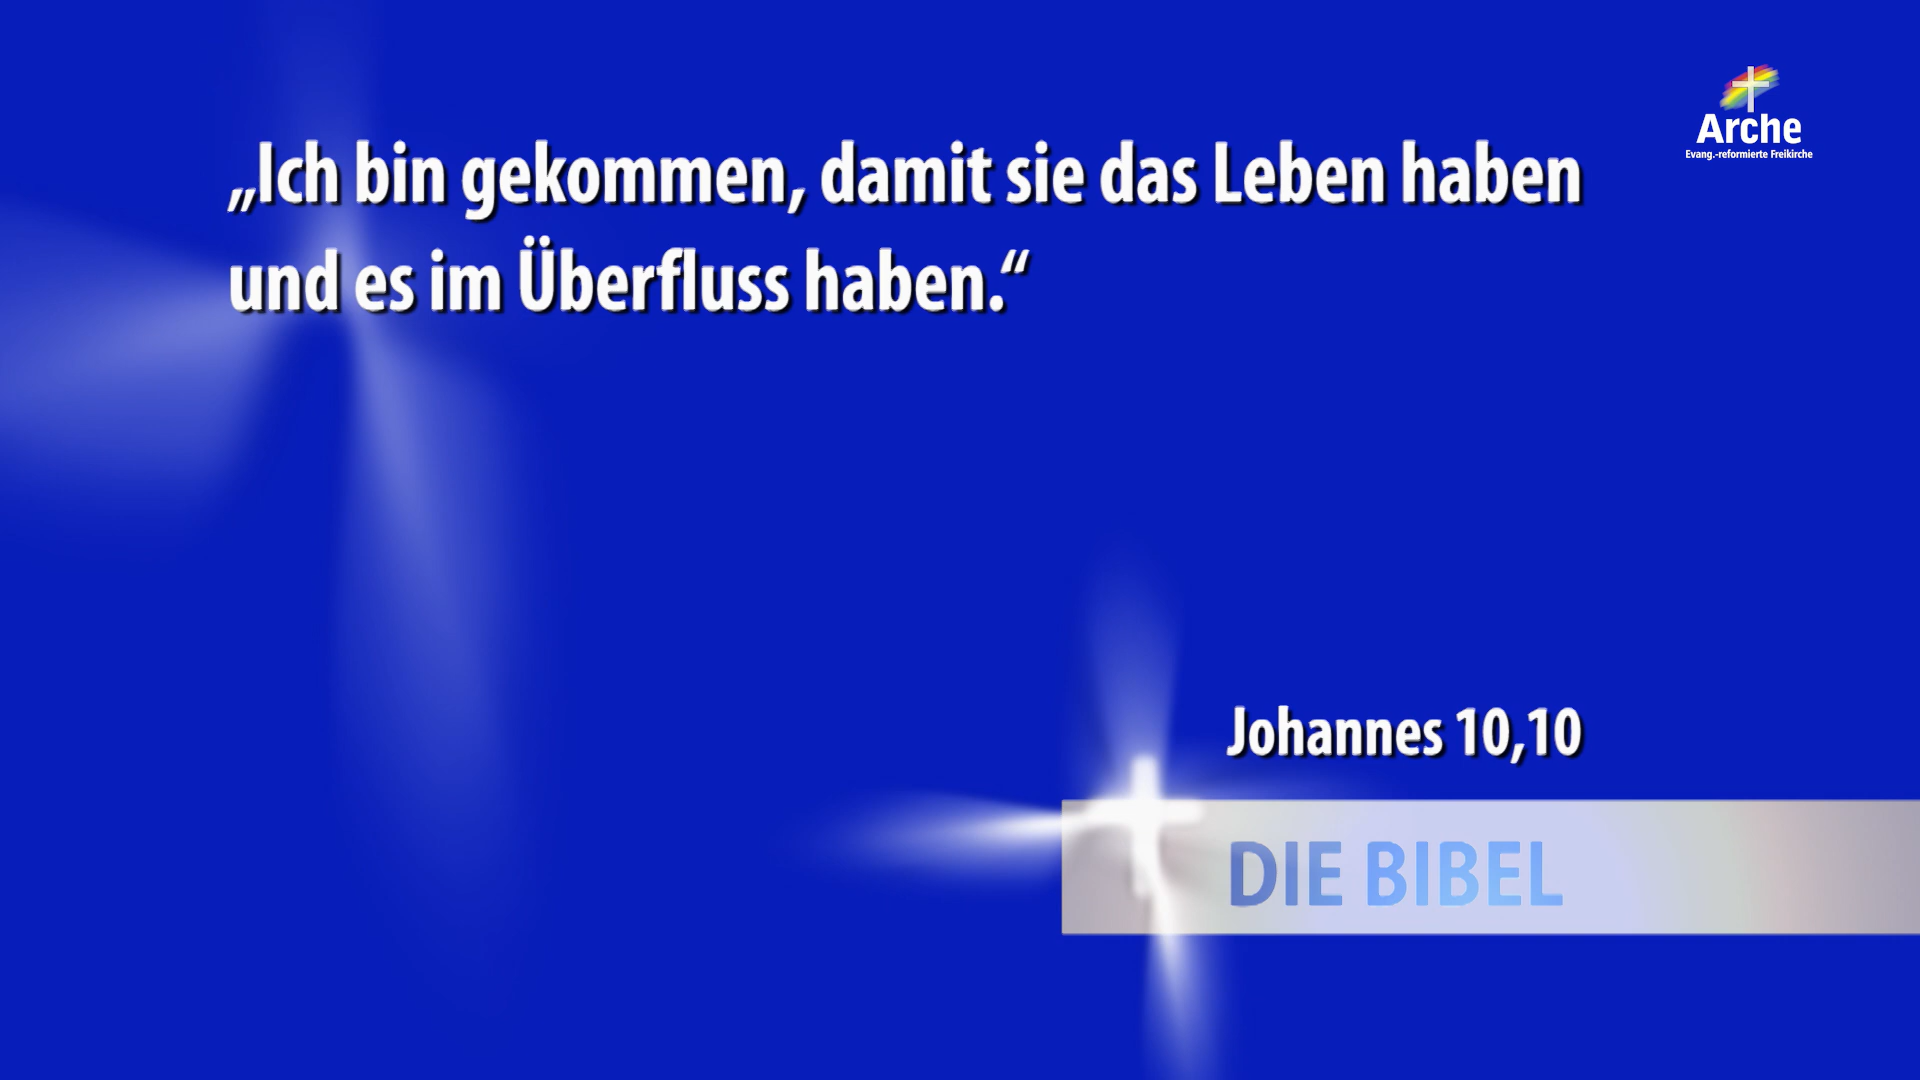 Arche
Evang.-reformierte Freikirche
„Ich bin gekommen, damit sie das Leben haben
und es im Überfluss haben.“
Johannes 10,10
DIE BIBEL